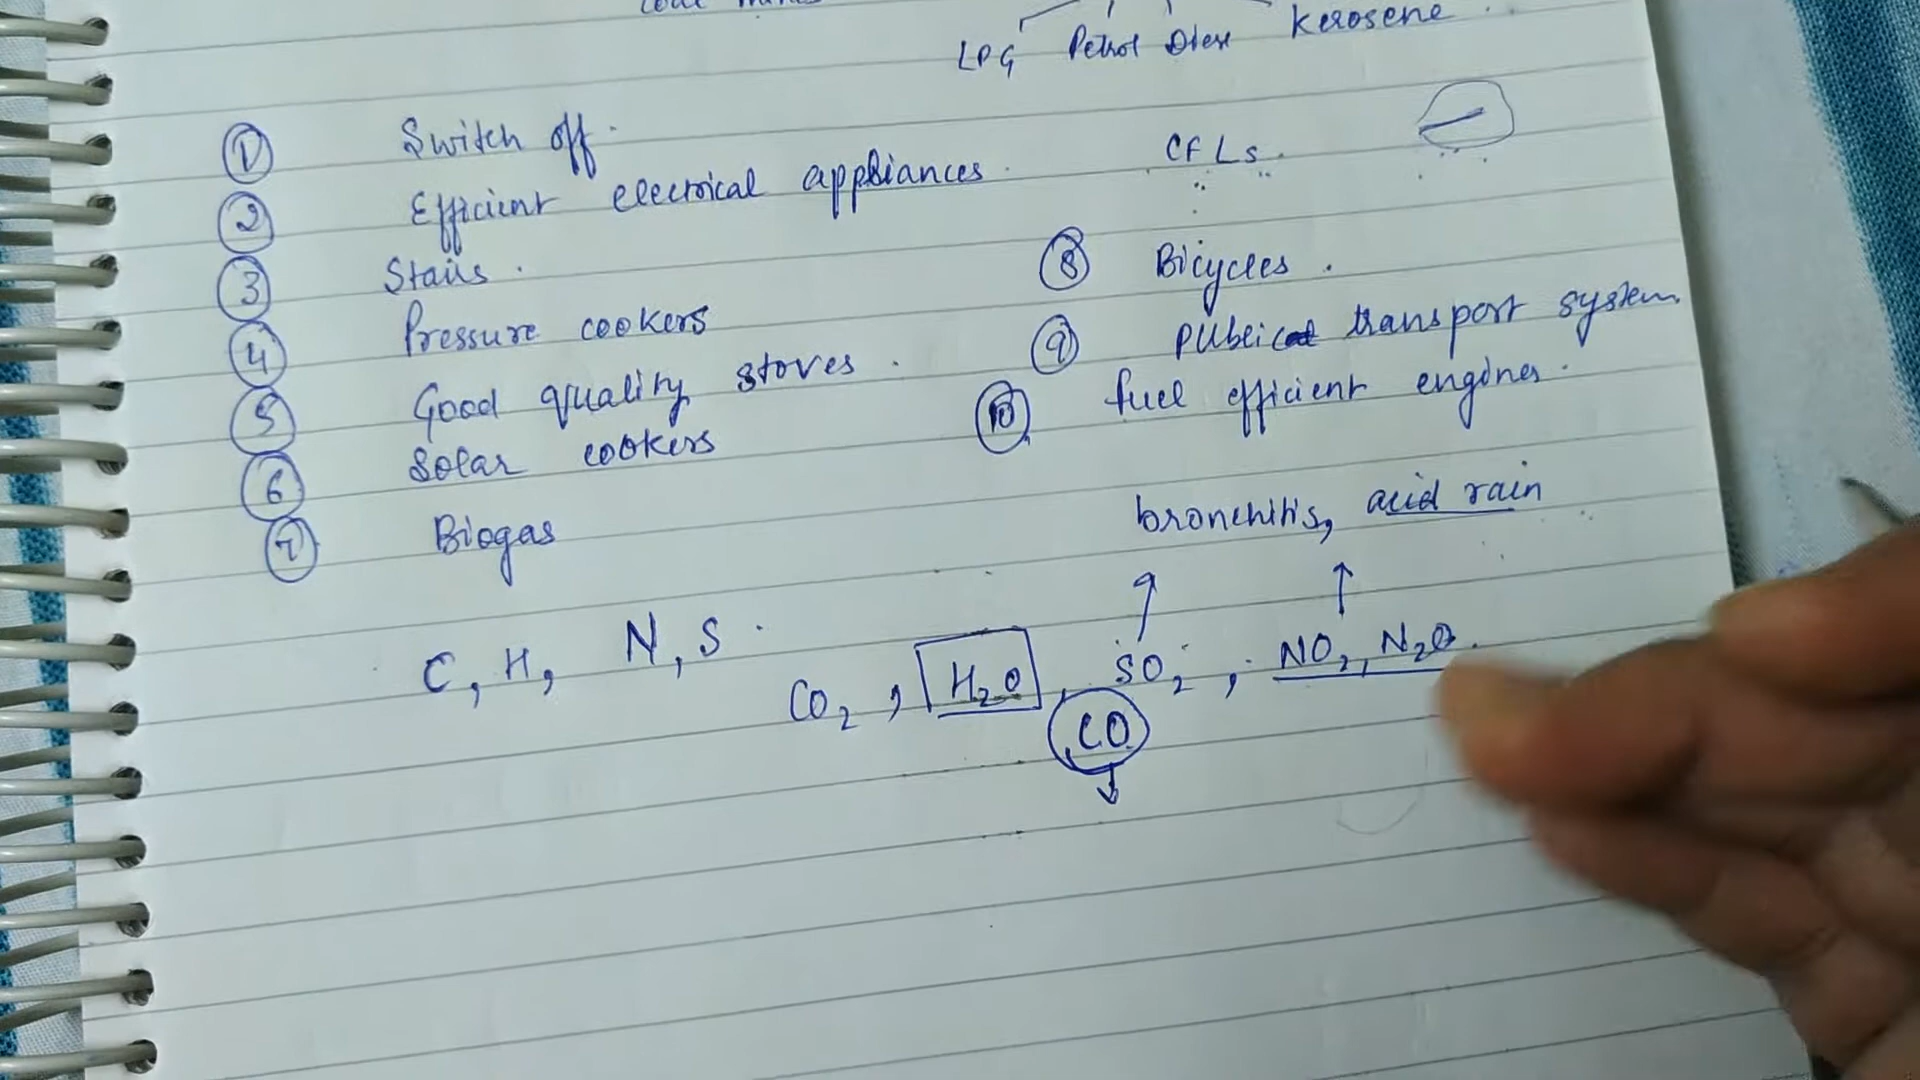 LPG Petrol Diesel Kerosene
① Switch off.
② Efficient electrical appliances. CFLs.
③ Stairs.
④ Pressure cookers
⑤ Good quality stoves.
⑥ Solar cookers
⑦ Biogas
⑧ Bicycles.
⑨ Public transport system.
⑩ fuel efficient engines.
bronchitis, acid rain
C, H, N, S.
CO₂, H₂O, SO₂, NO₂, N₂O.
CO